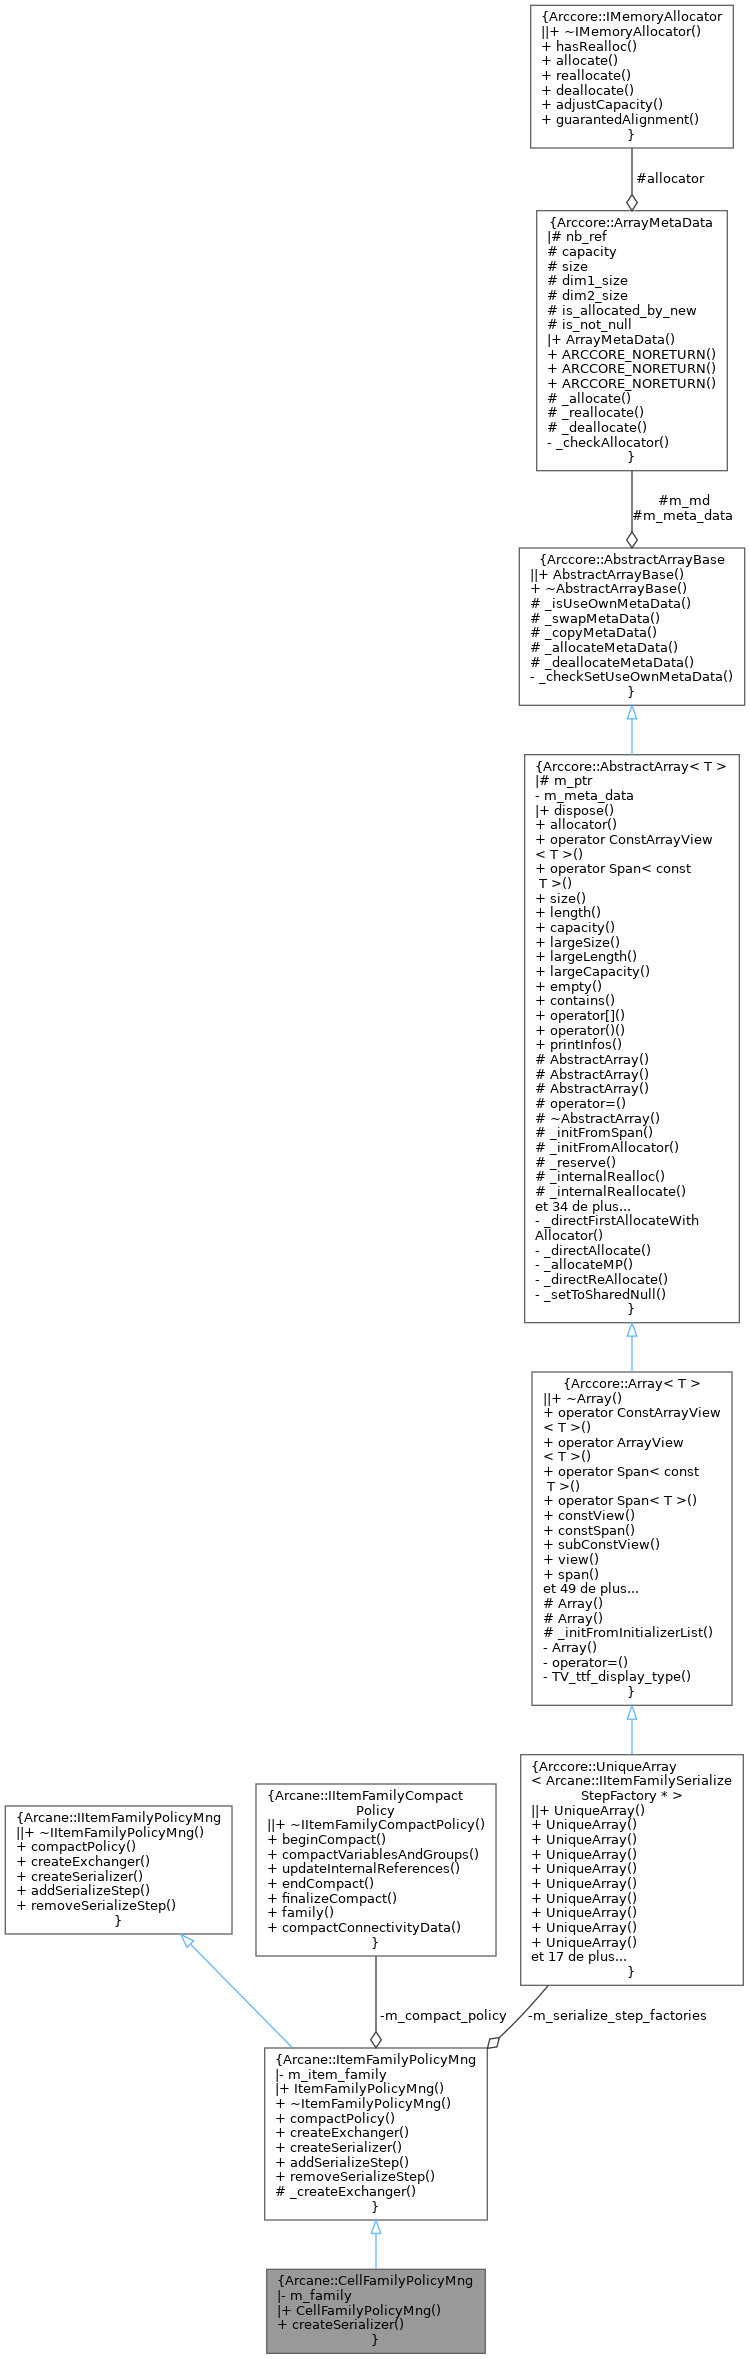 {Arccore::IMemoryAllocator
||+ ~IMemoryAllocator()
+ hasRealloc()
+ allocate()
+ reallocate()
+ deallocate()
+ adjustCapacity()
+ guarantedAlignment()
}
#allocator
{Arccore::ArrayMetaData
|# nb_ref
# capacity
# size
# dim1_size
# dim2_size
# is_allocated_by_new
# is_not_null
|+ ArrayMetaData()
+ ARCCORE_NORETURN()
+ ARCCORE_NORETURN()
+ ARCCORE_NORETURN()
# _allocate()
# _reallocate()
# _deallocate()
- _checkAllocator()
}
#m_md
#m_meta_data
{Arccore::AbstractArrayBase
||+ AbstractArrayBase()
+ ~AbstractArrayBase()
# _isUseOwnMetaData()
# _swapMetaData()
# _copyMetaData()
# _allocateMetaData()
# _deallocateMetaData()
- _checkSetUseOwnMetaData()
}
{Arccore::AbstractArray< T >
|# m_ptr
- m_meta_data
|+ dispose()
+ allocator()
+ operator ConstArrayView
< T >()
+ operator Span< const
T >()
+ size()
+ length()
+ capacity()
+ largeSize()
+ largeLength()
+ largeCapacity()
+ empty()
+ contains()
+ operator[]()
+ operator()()
+ printInfos()
# AbstractArray()
# AbstractArray()
# AbstractArray()
# operator=()
# ~AbstractArray()
# _initFromSpan()
# _initFromAllocator()
# _reserve()
# _internalRealloc()
# _internalReallocate()
et 34 de plus...
- _directFirstAllocateWith
Allocator()
- _directAllocate()
- _allocateMP()
- _directReAllocate()
- _setToSharedNull()
}
{Arccore::Array< T >
||+ ~Array()
+ operator ConstArrayView
< T >()
+ operator ArrayView
< T >()
+ operator Span< const
T >()
+ operator Span< T >()
+ constView()
+ constSpan()
+ subConstView()
+ view()
+ span()
et 49 de plus...
# Array()
# Array()
# _initFromInitializerList()
- Array()
- operator=()
- TV_ttf_display_type()
}
{Arcane::IItemFamilyPolicyMng
||+ ~IItemFamilyPolicyMng()
+ compactPolicy()
+ createExchanger()
+ createSerializer()
+ addSerializeStep()
+ removeSerializeStep()
}
{Arcane::IItemFamilyCompact
Policy
||+ ~IItemFamilyCompactPolicy()
+ beginCompact()
+ compactVariablesAndGroups()
+ updateInternalReferences()
+ endCompact()
+ finalizeCompact()
+ family()
+ compactConnectivityData()
}
{Arccore::UniqueArray
< Arcane::IItemFamilySerialize
StepFactory * >
||+ UniqueArray()
+ UniqueArray()
+ UniqueArray()
+ UniqueArray()
+ UniqueArray()
+ UniqueArray()
+ UniqueArray()
+ UniqueArray()
+ UniqueArray()
+ UniqueArray()
et 17 de plus...
}
-m_compact_policy
-m_serialize_step_factories
{Arcane::ItemFamilyPolicyMng
|- m_item_family
|+ ItemFamilyPolicyMng()
+ ~ItemFamilyPolicyMng()
+ compactPolicy()
+ createExchanger()
+ createSerializer()
+ addSerializeStep()
+ removeSerializeStep()
# _createExchanger()
}
{Arcane::CellFamilyPolicyMng
|- m_family
|+ CellFamilyPolicyMng()
+ createSerializer()
}